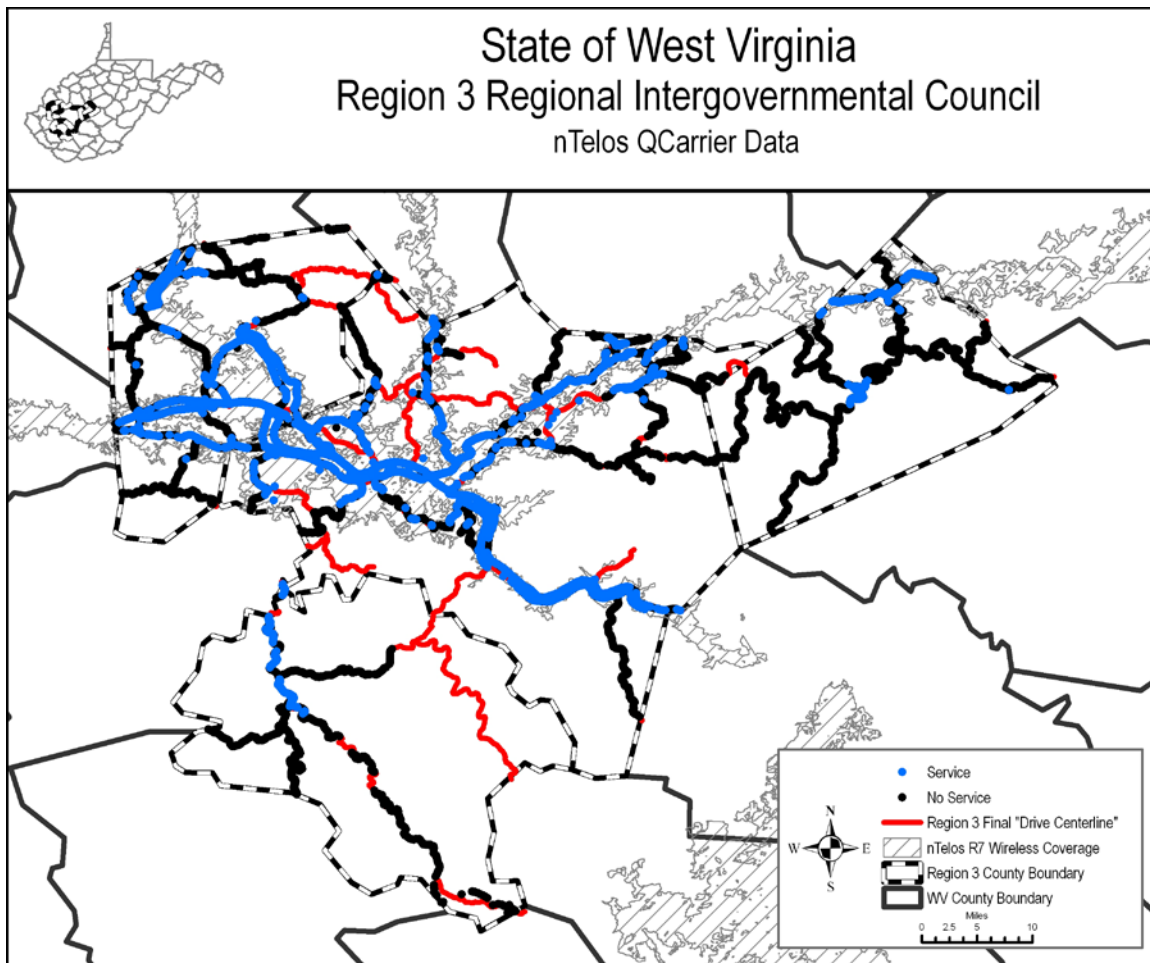 State of West Virginia
Region 3 Regional Intergovernmental Council
nTelos QCarrier Data
Service
No Service
Region 3 Final "Drive Centerline"
nTelos R7 Wireless Coverage
Region 3 County Boundary
WV County Boundary
N
W E
S
Miles
0 2.5 5 10